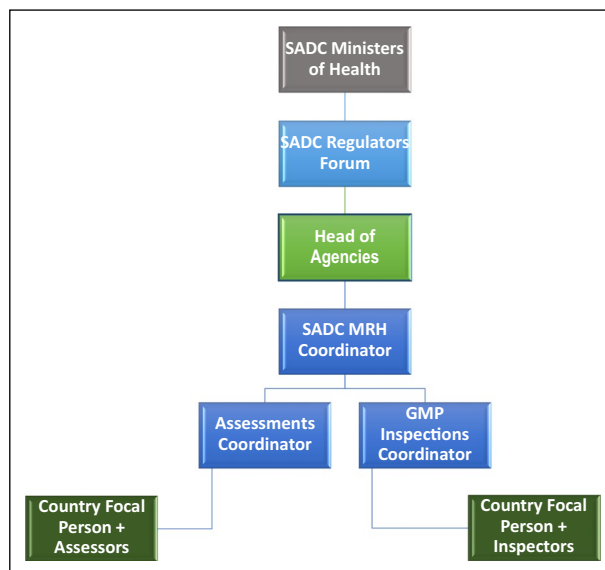 SADC Ministers
of Health
SADC Regulators
Forum
Head of
Agencies
SADC MRH
Coordinator
Assessments
Coordinator
GMP
Inspections
Coordinator
Country Focal
Person +
Assessors
Country Focal
Person +
Inspectors